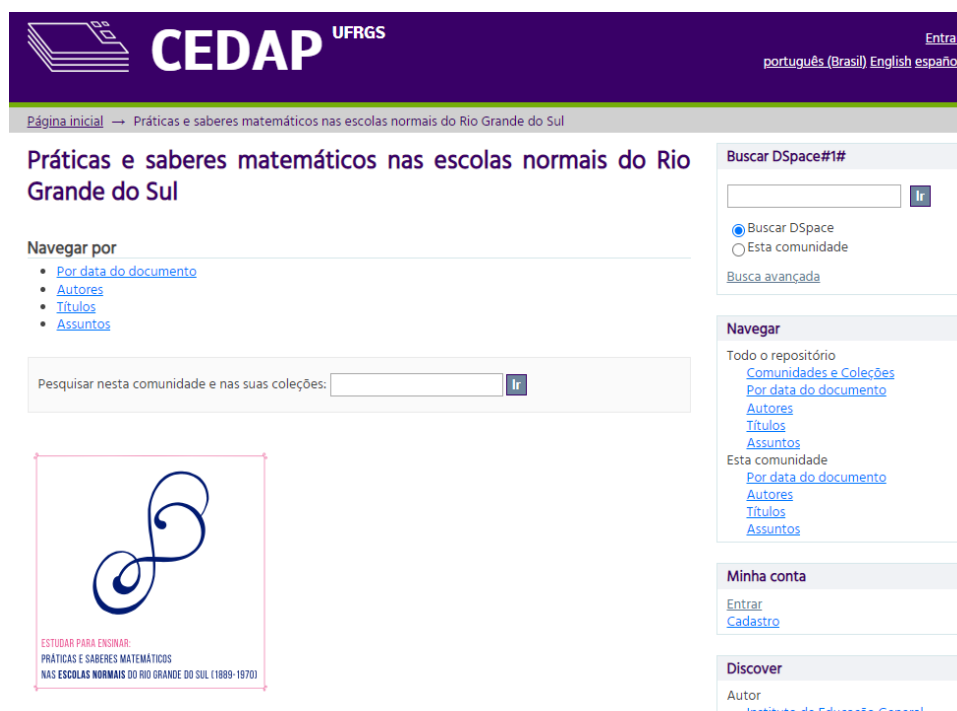 CEDAP UFRGS
Entra
português (Brasil) English españo
Página inicial → Práticas e saberes matemáticos nas escolas normais do Rio Grande do Sul
Práticas e saberes matemáticos nas escolas normais do Rio
Grande do Sul
Navegar por
Por data do documento
Autores
Títulos
Assuntos
Pesquisar nesta comunidade e nas suas coleções:
Ir
ESTUDAR PARA ENSINAR:
PRÁTICAS E SABERES MATEMÁTICOS
NAS ESCOLAS NORMAIS DO RIO GRANDE DO SUL (1889-1970)
Buscar DSpace#1#
Ir
Buscar DSpace
Esta comunidade
Busca avançada
Navegar
Todo o repositório
Comunidades e Coleções
Por data do documento
Autores
Títulos
Assuntos
Esta comunidade
Por data do documento
Autores
Títulos
Assuntos
Minha conta
Entrar
Cadastro
Discover
Autor
Instituto de Educação General